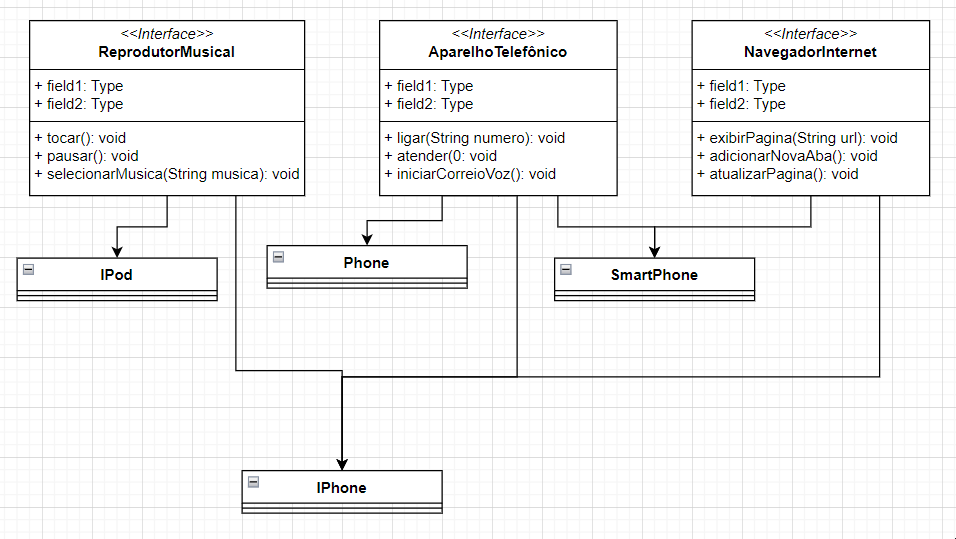 <<Interface>>
ReprodutorMusical
+ field1: Type
+ field2: Type
+ tocar(): void
+ pausar(): void
+ selecionarMusica(String musica): void
<<Interface>>
AparelhoTelefônico
+ field1: Type
+ field2: Type
+ ligar(String numero): void
+ atender(0: void
+ iniciarCorreioVoz(): void
<<Interface>>
NavegadorInternet
+ field1: Type
+ field2: Type
+ exibirPagina(String url): void
+ adicionarNovaAba(): void
+ atualizarPagina(): void
IPod
Phone
SmartPhone
IPhone